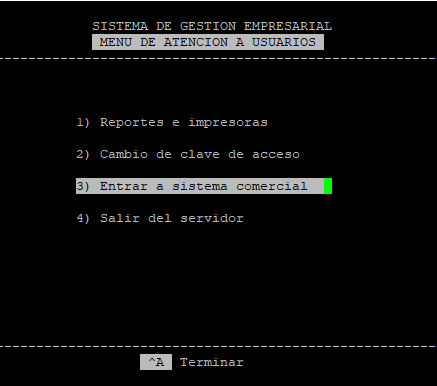 SISTEMA DE GESTION EMPRESARIAL
MENU DE ATENCION A USUARIOS
1) Reportes e impresoras
2) Cambio de clave de acceso
3) Entrar a sistema comercial
4) Salir del servidor
^A Terminar